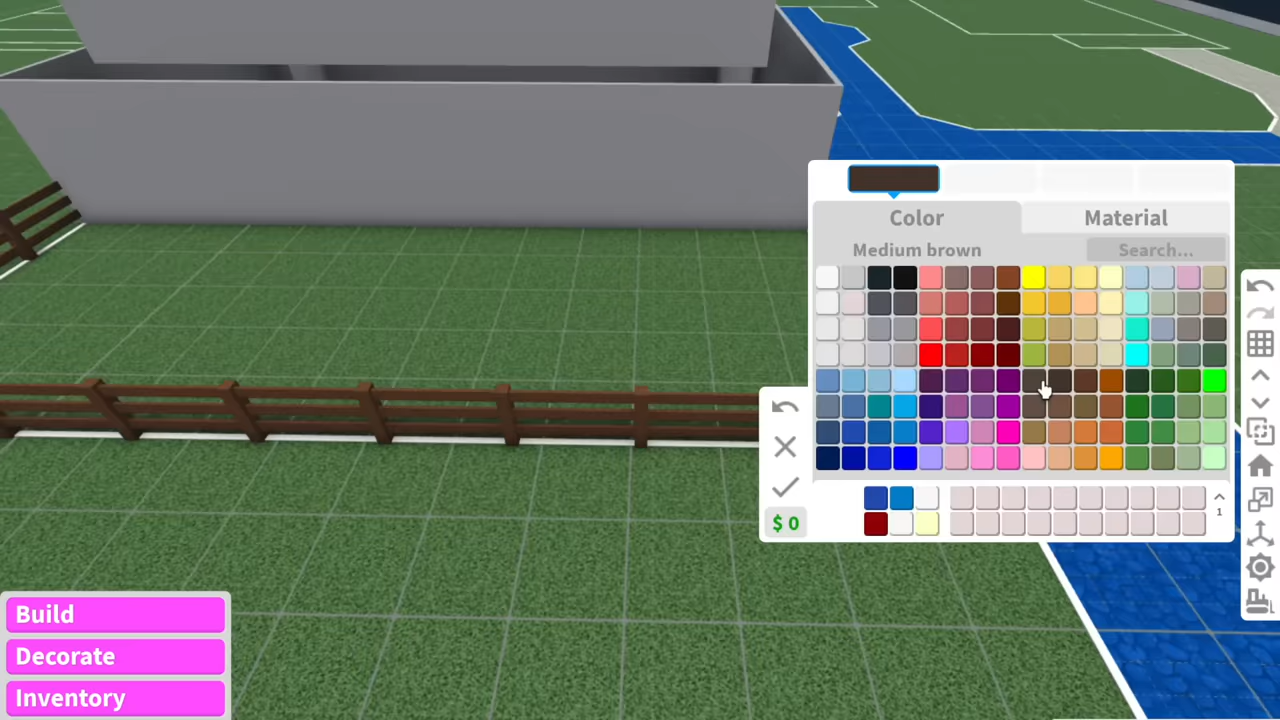 Color
Material
Medium brown
Search...
1
$ 0
Build
Decorate
Inventory